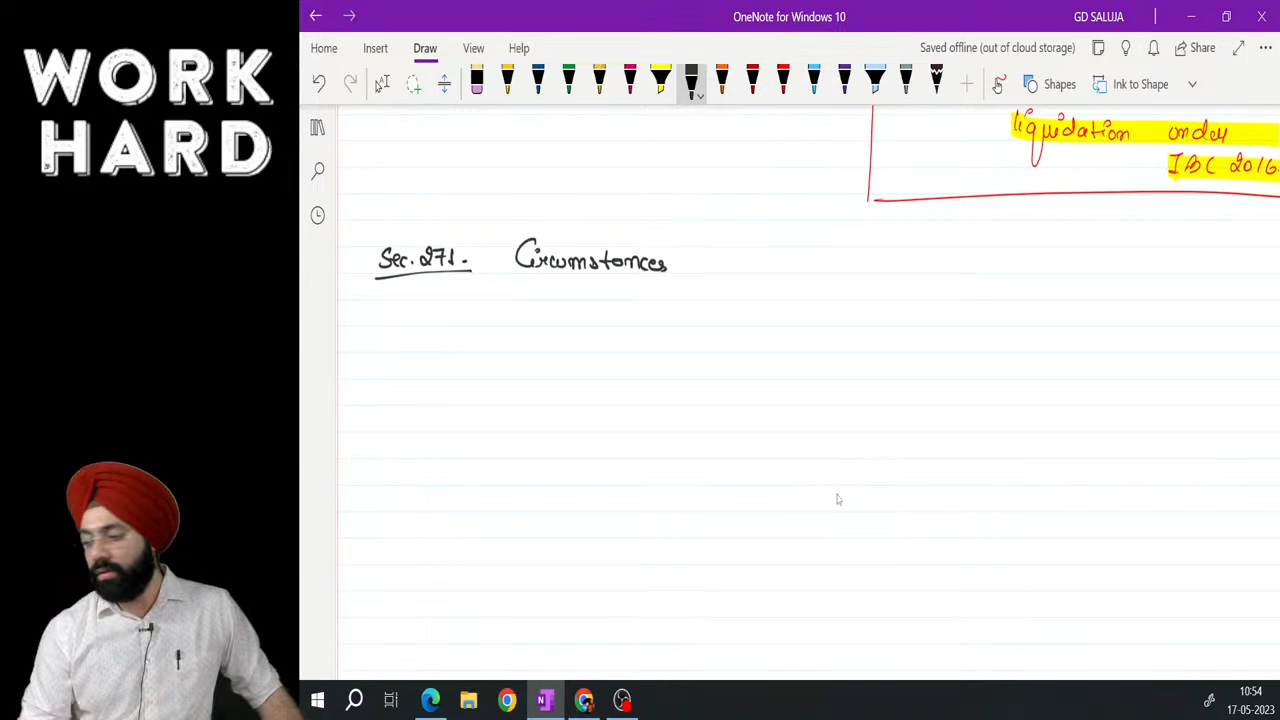 WORK
HARD
OneNote for Windows 10
GD SALUJA
Home Insert Draw View Help
Saved offline (out of cloud storage)
Share
Shapes
Ink to Shape
liquidation under
IBC 2016.
Sec. 271. Circumstances
10:54
17-05-2023